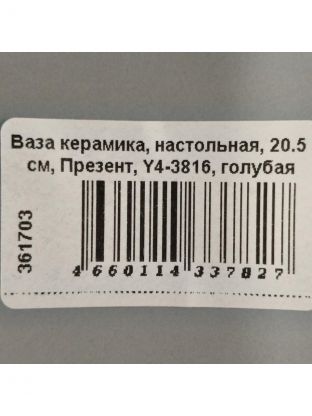 Ваза керамика, настольная, 20.5
см, Презент, Y4-3816, голубая
361703
4 660114 337827